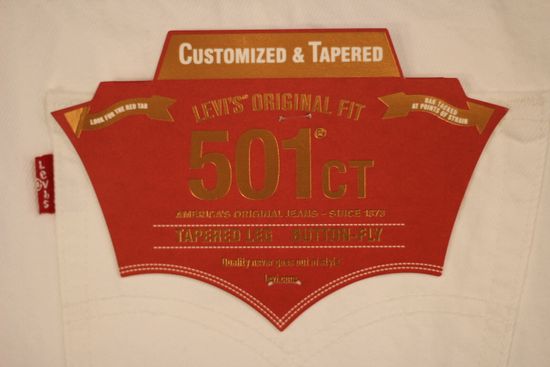 CUSTOMIZED & TAPERED
LOOK FOR THE RED TAB
LEVI'S® ORIGINAL FIT
BAR TACKED
AT POINTS OF STRAIN
501®CT
AMERICA'S ORIGINAL JEANS - SINCE 1873
TAPERED LEG BUTTON-FLY
Quality never goes out of style®
levi.com
Levi's